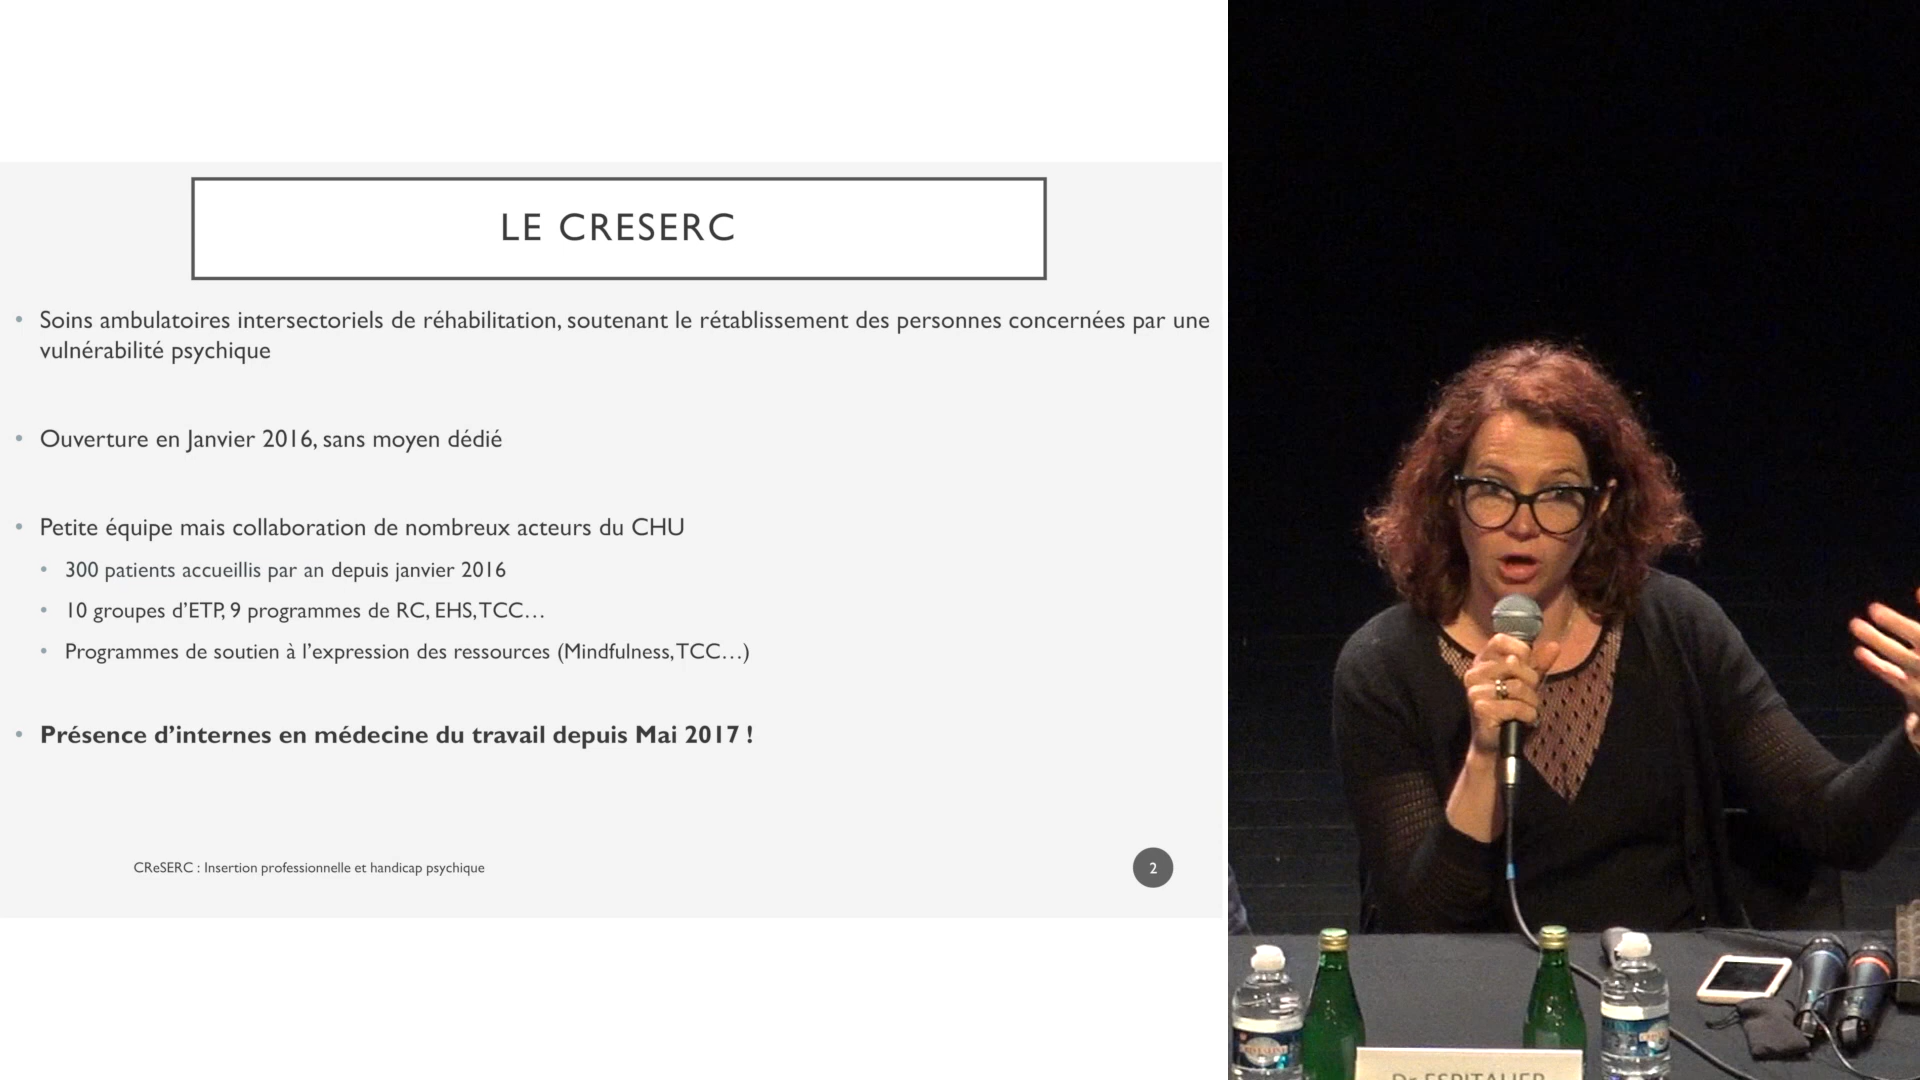 LE CRESERC
• Soins ambulatoires intersectoriels de réhabilitation, soutenant le rétablissement des personnes concernées par une
vulnérabilité psychique
• Ouverture en Janvier 2016, sans moyen dédié
• Petite équipe mais collaboration de nombreux acteurs du CHU
• 300 patients accueillis par an depuis janvier 2016
• 10 groupes d’ETP, 9 programmes de RC, EHS, TCC…
• Programmes de soutien à l’expression des ressources (Mindfulness, TCC…)
• Présence d’internes en médecine du travail depuis Mai 2017 !
CReSERC : Insertion professionnelle et handicap psychique
2
Dr ESPITALIER